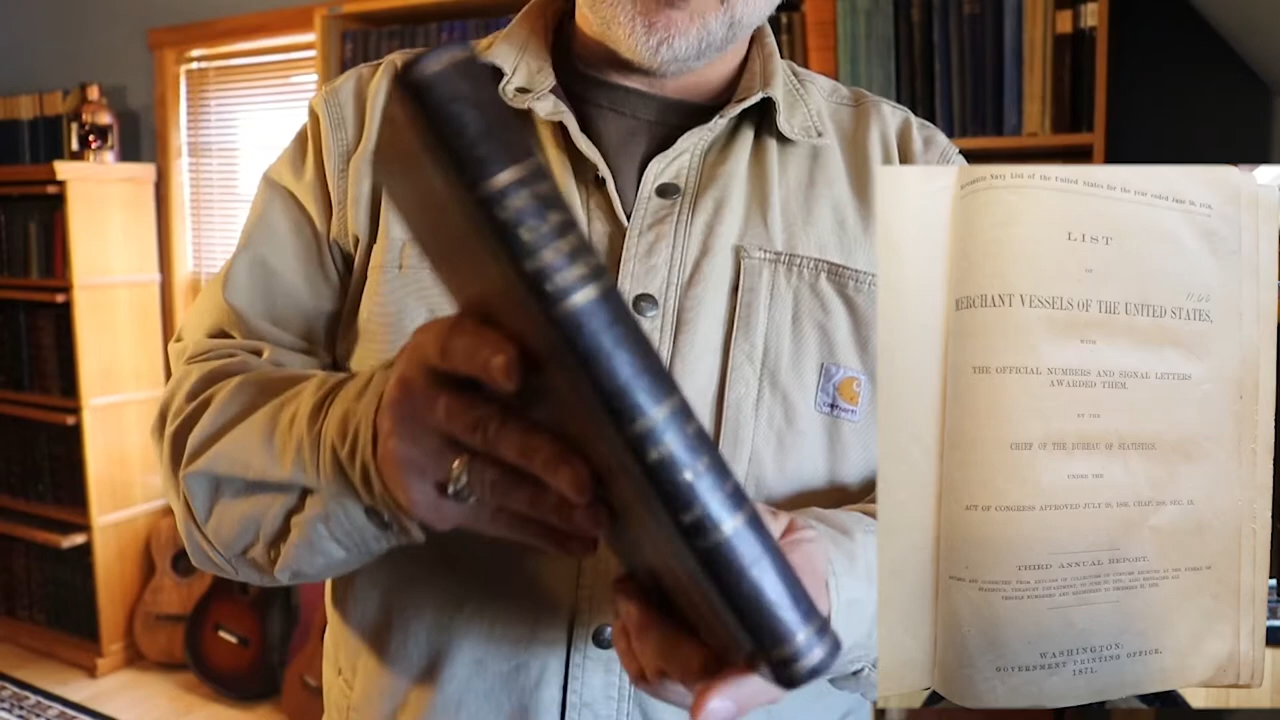 Mercantile Navy List of the United States for the year ended June 30, 1870.
LIST
OF
MERCHANT VESSELS OF THE UNITED STATES,
WITH
THE OFFICIAL NUMBERS AND SIGNAL LETTERS
AWARDED THEM,
BY THE
CHIEF OF THE BUREAU OF STATISTICS,
UNDER THE
ACT OF CONGRESS APPROVED JULY 28, 1866, CHAP. 298, SEC. IX.
THIRD ANNUAL REPORT.
WASHINGTON:
GOVERNMENT PRINTING OFFICE,
1871.
carhartt